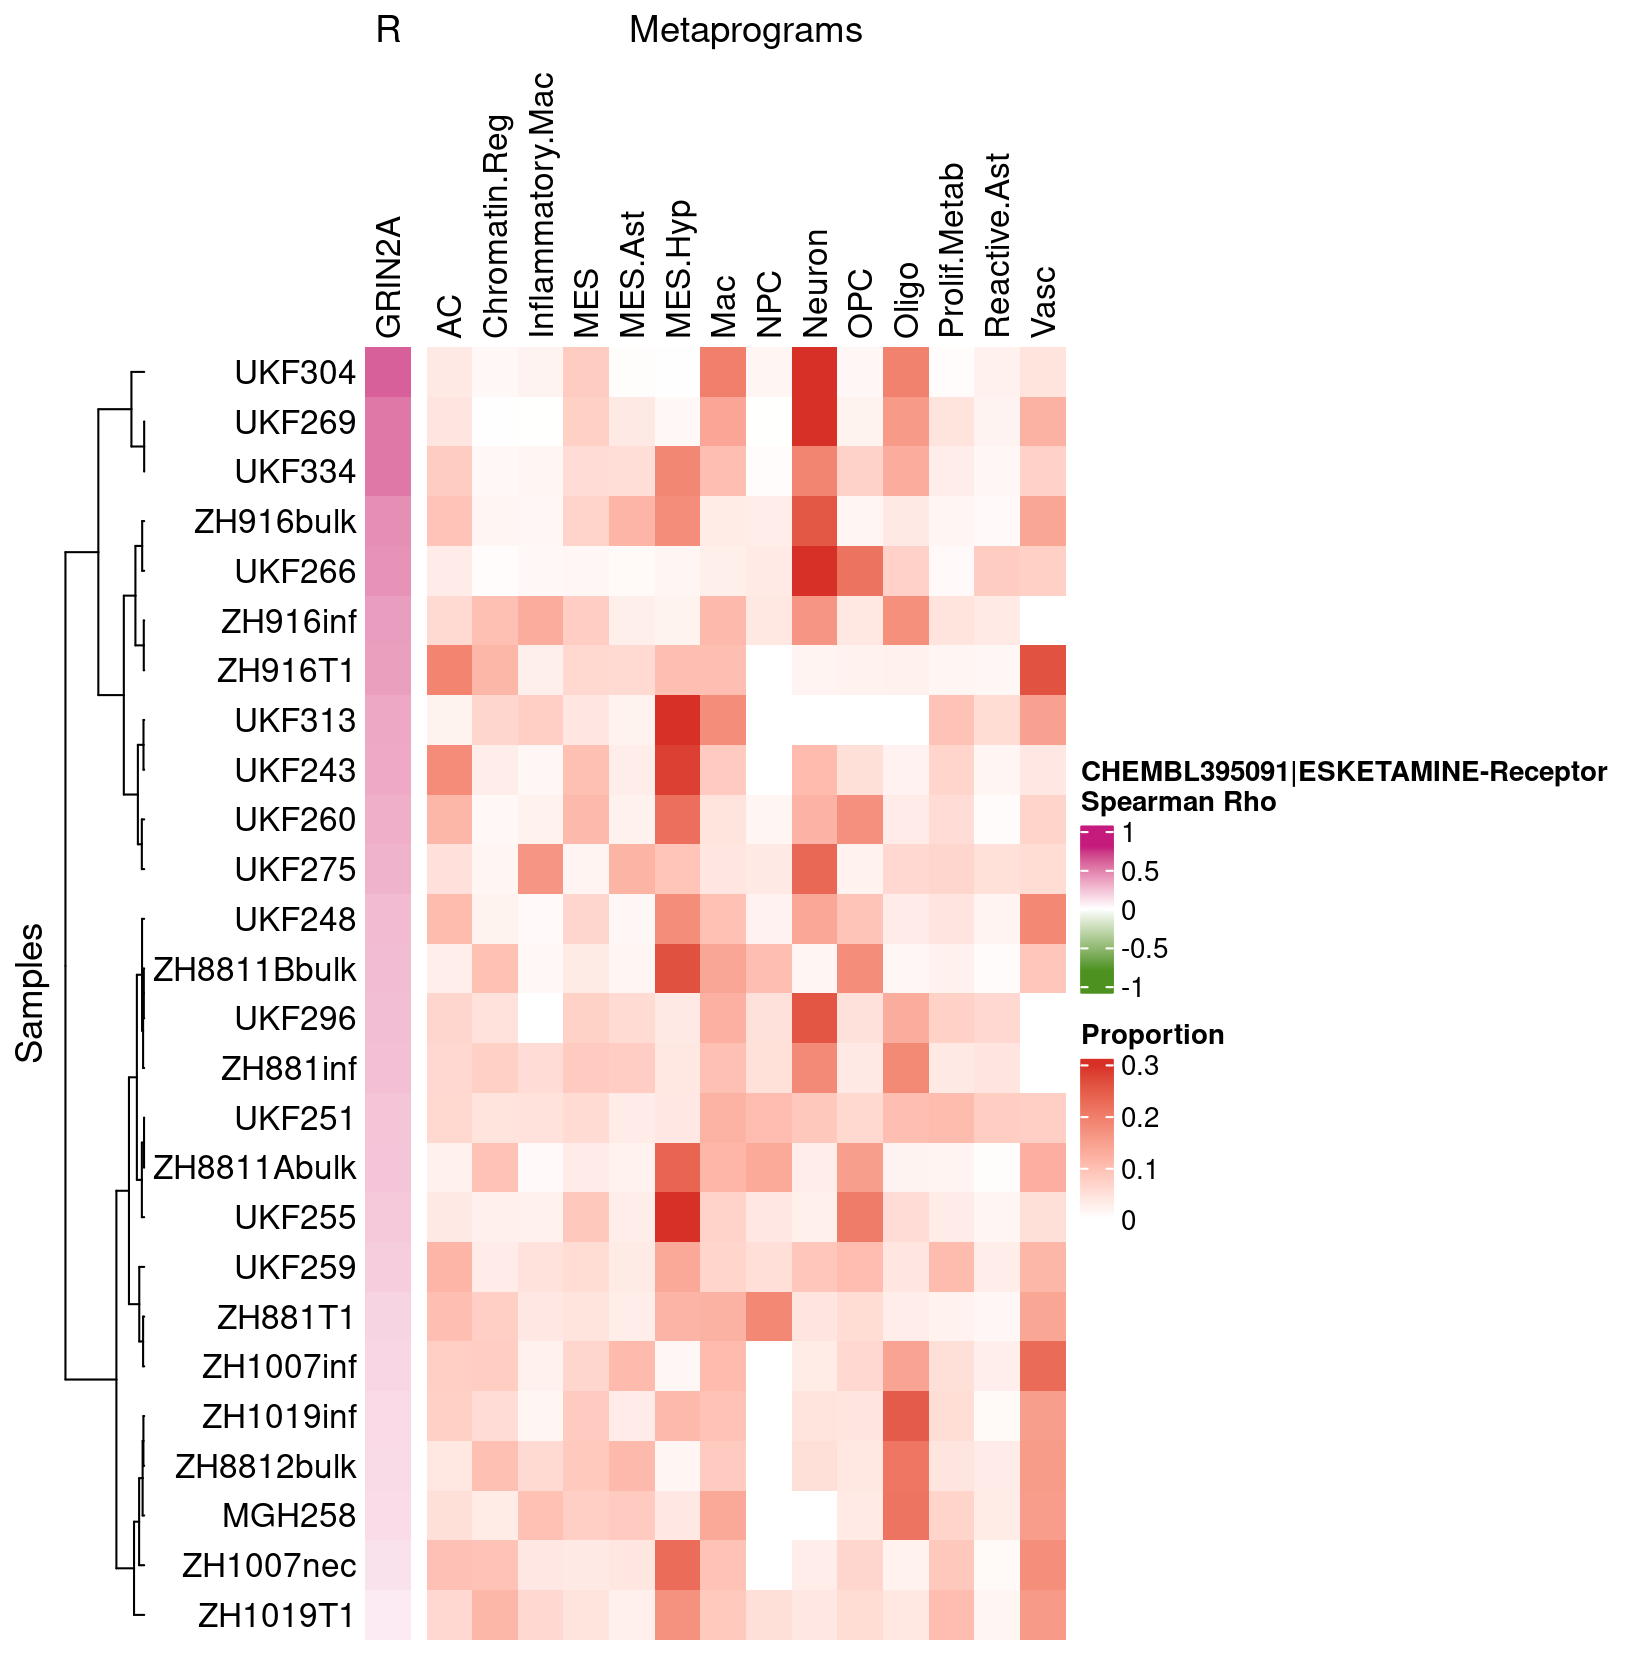 R Metaprograms
GRIN2A AC Chromatin.Reg Inflammatory.Mac MES MES.Ast MES.Hyp Mac NPC Neuron OPC Oligo Prolif.Metab Reactive.Ast Vasc
Samples
UKF304
UKF269
UKF334
ZH916bulk
UKF266
ZH916inf
ZH916T1
UKF313
UKF243
UKF260
UKF275
UKF248
ZH8811Bbulk
UKF296
ZH881inf
UKF251
ZH8811Abulk
UKF255
UKF259
ZH881T1
ZH1007inf
ZH1019inf
ZH8812bulk
MGH258
ZH1007nec
ZH1019T1
CHEMBL395091|ESKETAMINE-Receptor
Spearman Rho
1
0.5
0
-0.5
-1
Proportion
0.3
0.2
0.1
0